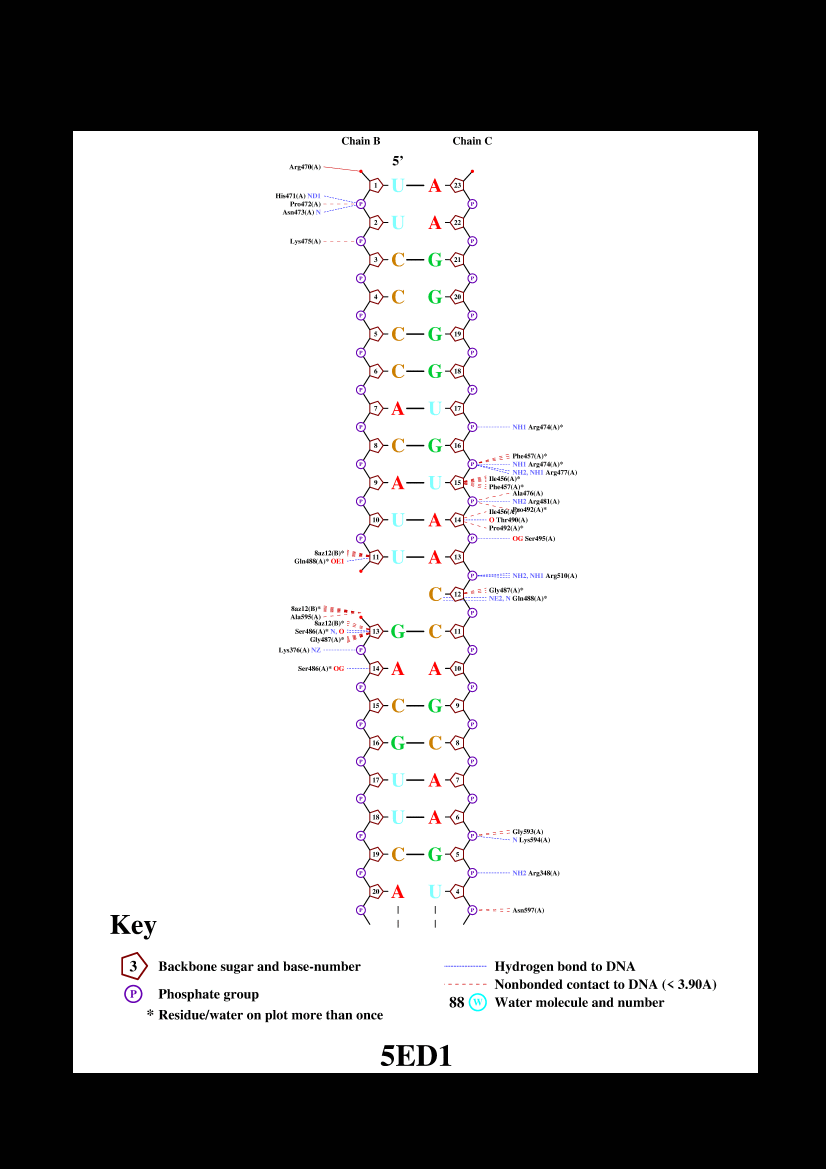 Chain B Chain C
5'
Arg470(A)
1 U A 23
His471(A) ND1
P Pro472(A) P
Asn473(A) N
2 U A 22
Lys475(A) P P
3 C G 21
P P
4 C G 20
P P
5 C G 19
P P
6 C G 18
P P
7 A U 17
P P NH1 Arg474(A)*
8 C G 16
Phe457(A)*
P P NH1 Arg474(A)*
NH2, NH1 Arg477(A)
9 A U 15 Ile456(A)*
Phe457(A)*
Ala476(A)
P P NH2 Arg481(A)
Pro492(A)*
Ile456(A)*
10 U A 14 O Thr490(A)
Pro492(A)*
P P OG Ser495(A)
8az12(B)*
11 U A 13
Gln488(A)* OE1
P NH2, NH1 Arg510(A)
C 12 Gly487(A)*
NE2, N Gln488(A)*
8az12(B)*
P
Ala595(A)
8az12(B)*
Ser486(A)* N, O 13 G C 11
Gly487(A)*
Lys376(A) NZ P P
Ser486(A)* OG 14 A A 10
P P
15 C G 9
P P
16 G C 8
P P
17 U A 7
P P
18 U A 6
Gly593(A)
P P N Lys594(A)
19 C G 5
P P NH2 Arg348(A)
20 A U 4
P P Asn597(A)
Key
3 Backbone sugar and base-number
P Phosphate group
* Residue/water on plot more than once
Hydrogen bond to DNA
Nonbonded contact to DNA (< 3.90A)
88 W Water molecule and number
5ED1